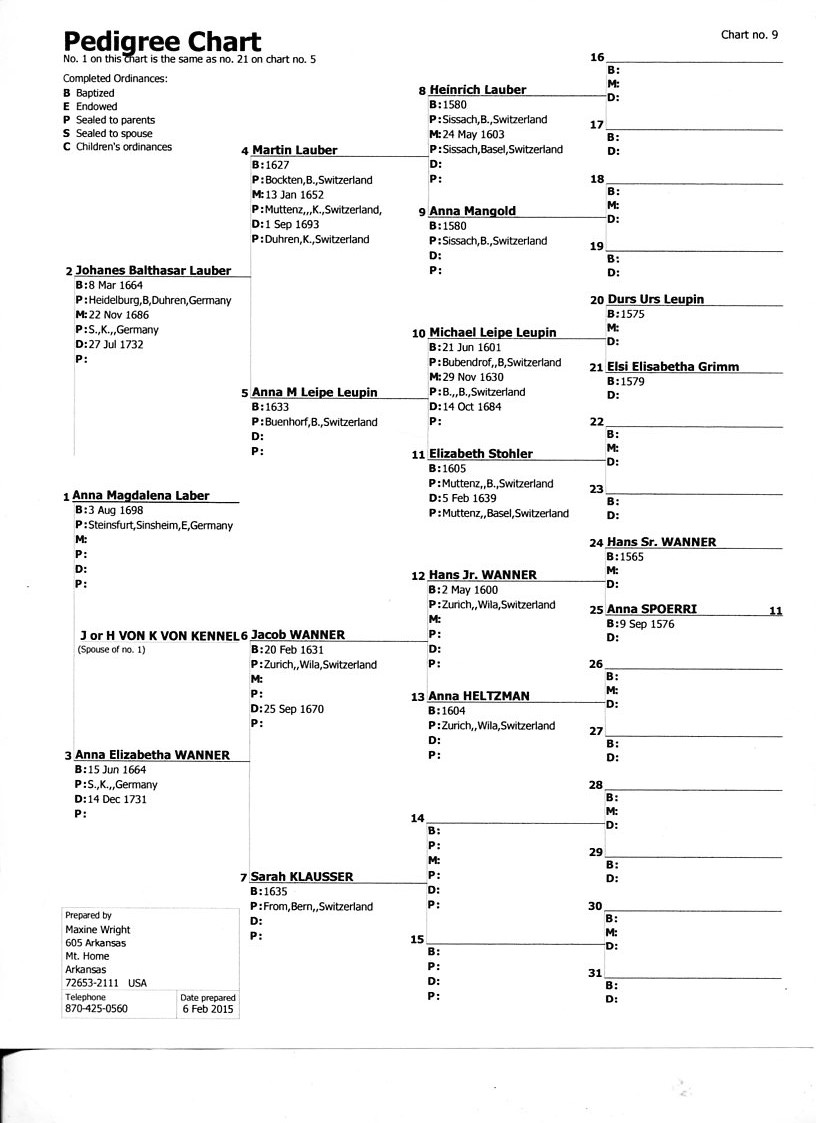 Pedigree Chart
Chart no. 9
No. 1 on this chart is the same as no. 21 on chart no. 5
Completed Ordinances:
B Baptized
E Endowed
P Sealed to parents
S Sealed to spouse
C Children's ordinances
1 Anna Magdalena Laber
B:3 Aug 1698
P:Steinsfurt,Sinsheim,E,Germany
M:
P:
D:
P:
J or H VON K VON KENNEL
(Spouse of no. 1)
2 Johanes Balthasar Lauber
B:8 Mar 1664
P:Heidelburg,B,Duhren,Germany
M:22 Nov 1686
P:S.,K.,,Germany
D:27 Jul 1732
P:
3 Anna Elizabetha WANNER
B:15 Jun 1664
P:S.,K.,,Germany
D:14 Dec 1731
P:
4 Martin Lauber
B:1627
P:Bockten,B.,Switzerland
M:13 Jan 1652
P:Muttenz,,,K.,Switzerland,
D:1 Sep 1693
P:Duhren,K.,Switzerland
5 Anna M Leipe Leupin
B:1633
P:Buenhorf,B.,Switzerland
D:
P:
6 Jacob WANNER
B:20 Feb 1631
P:Zurich,,Wila,Switzerland
M:
P:
D:25 Sep 1670
P:
7 Sarah KLAUSSER
B:1635
P:From,Bern,,Switzerland
D:
P:
8 Heinrich Lauber
B:1580
P:Sissach,B.,Switzerland
M:24 May 1603
P:Sissach,Basel,Switzerland
D:
P:
9 Anna Mangold
B:1580
P:Sissach,B.,Switzerland
D:
P:
10 Michael Leipe Leupin
B:21 Jun 1601
P:Bubendrof,,B,Switzerland
M:29 Nov 1630
P:B.,,B.,Switzerland
D:14 Oct 1684
P:
11 Elizabeth Stohler
B:1605
P:Muttenz,,B.,Switzerland
D:5 Feb 1639
P:Muttenz,,Basel,Switzerland
12 Hans Jr. WANNER
B:2 May 1600
P:Zurich,,Wila,Switzerland
M:
P:
D:
P:
13 Anna HELTZMAN
B:1604
P:Zurich,,Wila,Switzerland
D:
P:
14
B:
P:
M:
P:
D:
P:
15
B:
P:
D:
P:
16
B:
M:
D:
17
B:
D:
18
B:
M:
D:
19
B:
D:
20 Durs Urs Leupin
B:1575
M:
D:
21 Elsi Elisabetha Grimm
B:1579
D:
22
B:
M:
D:
23
B:
D:
24 Hans Sr. WANNER
B:1565
M:
D:
25 Anna SPOERRI 11
B:9 Sep 1576
D:
26
B:
M:
D:
27
B:
D:
28
B:
M:
D:
29
B:
D:
30
B:
M:
D:
31
B:
D:
Prepared by
Maxine Wright
605 Arkansas
Mt. Home
Arkansas
72653-2111 USA
Telephone
870-425-0560
Date prepared
6 Feb 2015